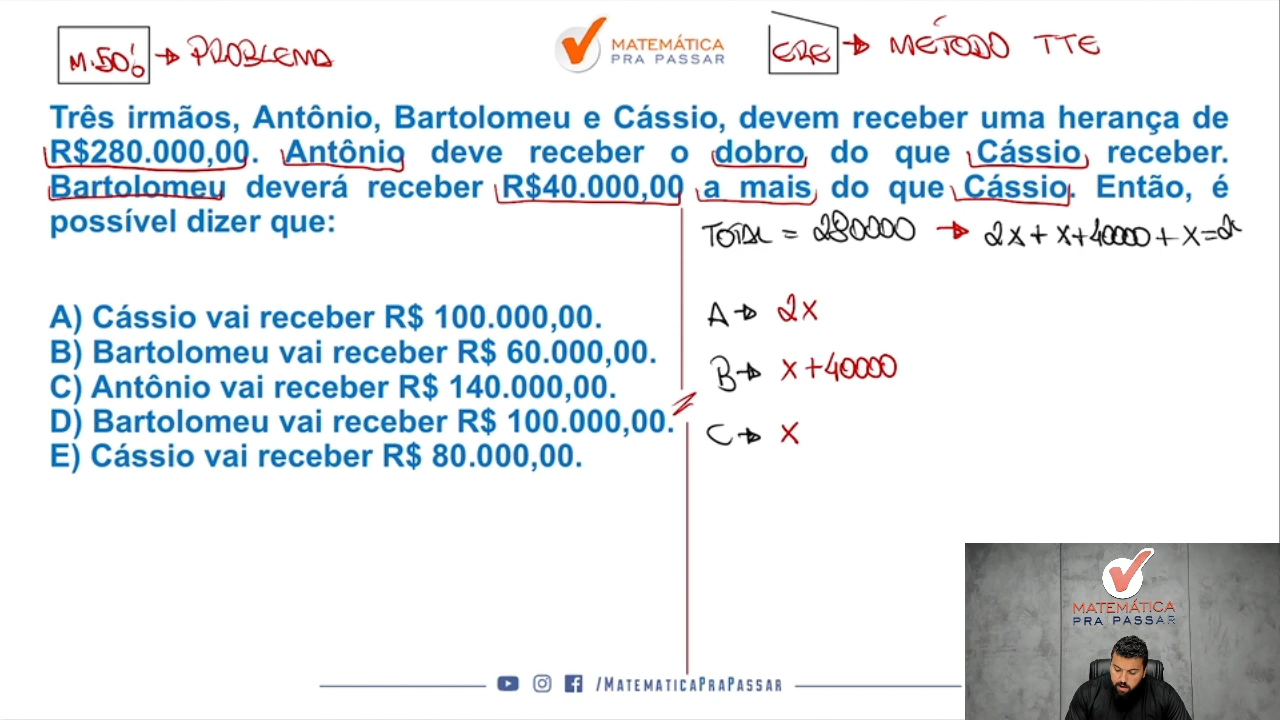 M.50% → PROBLEMA
MATEMÁTICA
PRA PASSAR
→ MÉTODO TTE
Três irmãos, Antônio, Bartolomeu e Cássio, devem receber uma herança de
R$280.000,00. Antônio deve receber o dobro do que Cássio receber.
Bartolomeu deverá receber R$40.000,00 a mais do que Cássio. Então, é
possível dizer que:
TOTAL = 280000 → 2x + x + 40000 + x = 28
A) Cássio vai receber R$ 100.000,00.
B) Bartolomeu vai receber R$ 60.000,00.
C) Antônio vai receber R$ 140.000,00.
D) Bartolomeu vai receber R$ 100.000,00.
E) Cássio vai receber R$ 80.000,00.
A → 2x
B → x + 40000
C → x
MATEMÁTICA
PRA PASSAR
/MatematicaPraPassar